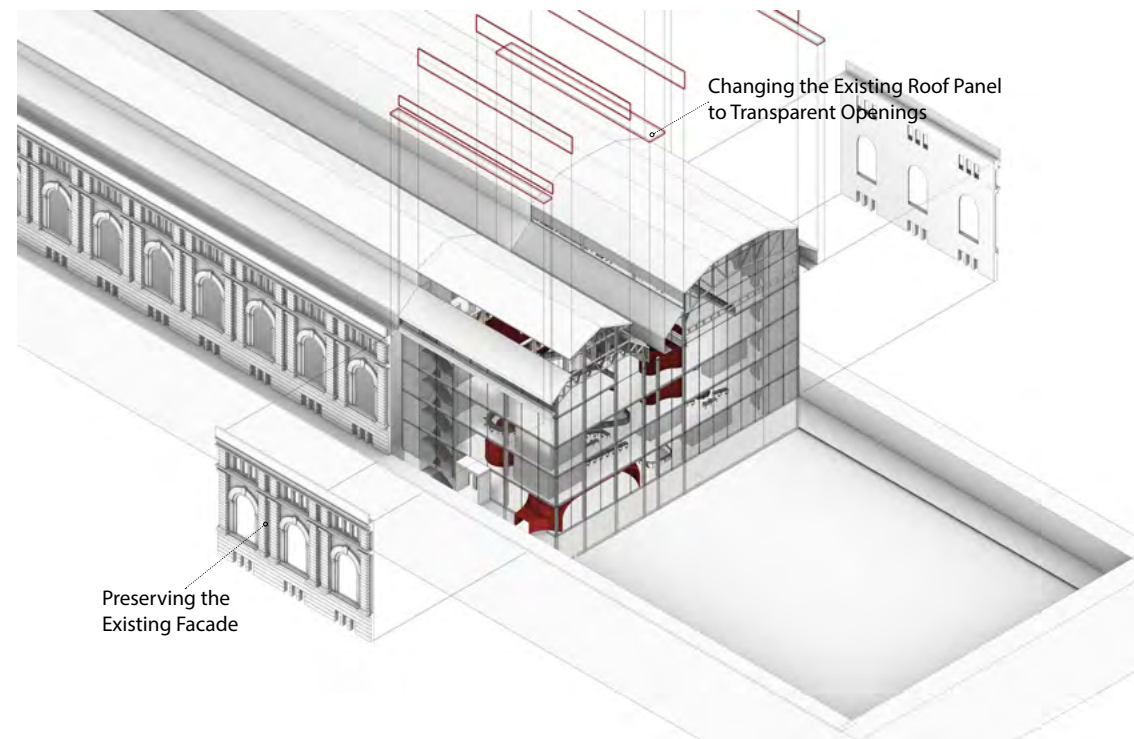 Changing the Existing Roof Panel
to Transparent Openings
Preserving the
Existing Facade